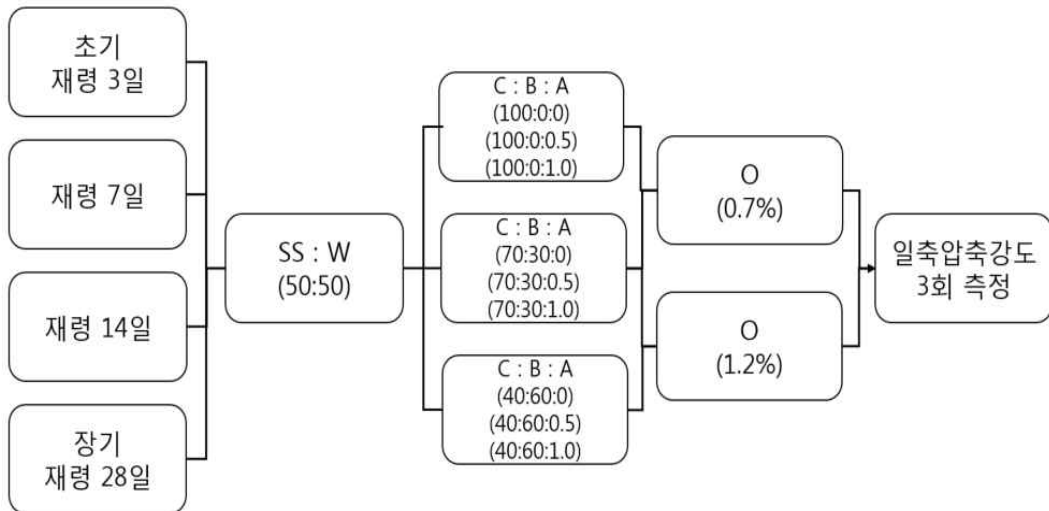 초기
재령 3일
재령 7일
재령 14일
장기
재령 28일
SS : W
(50:50)
C : B : A
(100:0:0)
(100:0:0.5)
(100:0:1.0)
C : B : A
(70:30:0)
(70:30:0.5)
(70:30:1.0)
C : B : A
(40:60:0)
(40:60:0.5)
(40:60:1.0)
O
(0.7%)
O
(1.2%)
일축압축강도
3회 측정